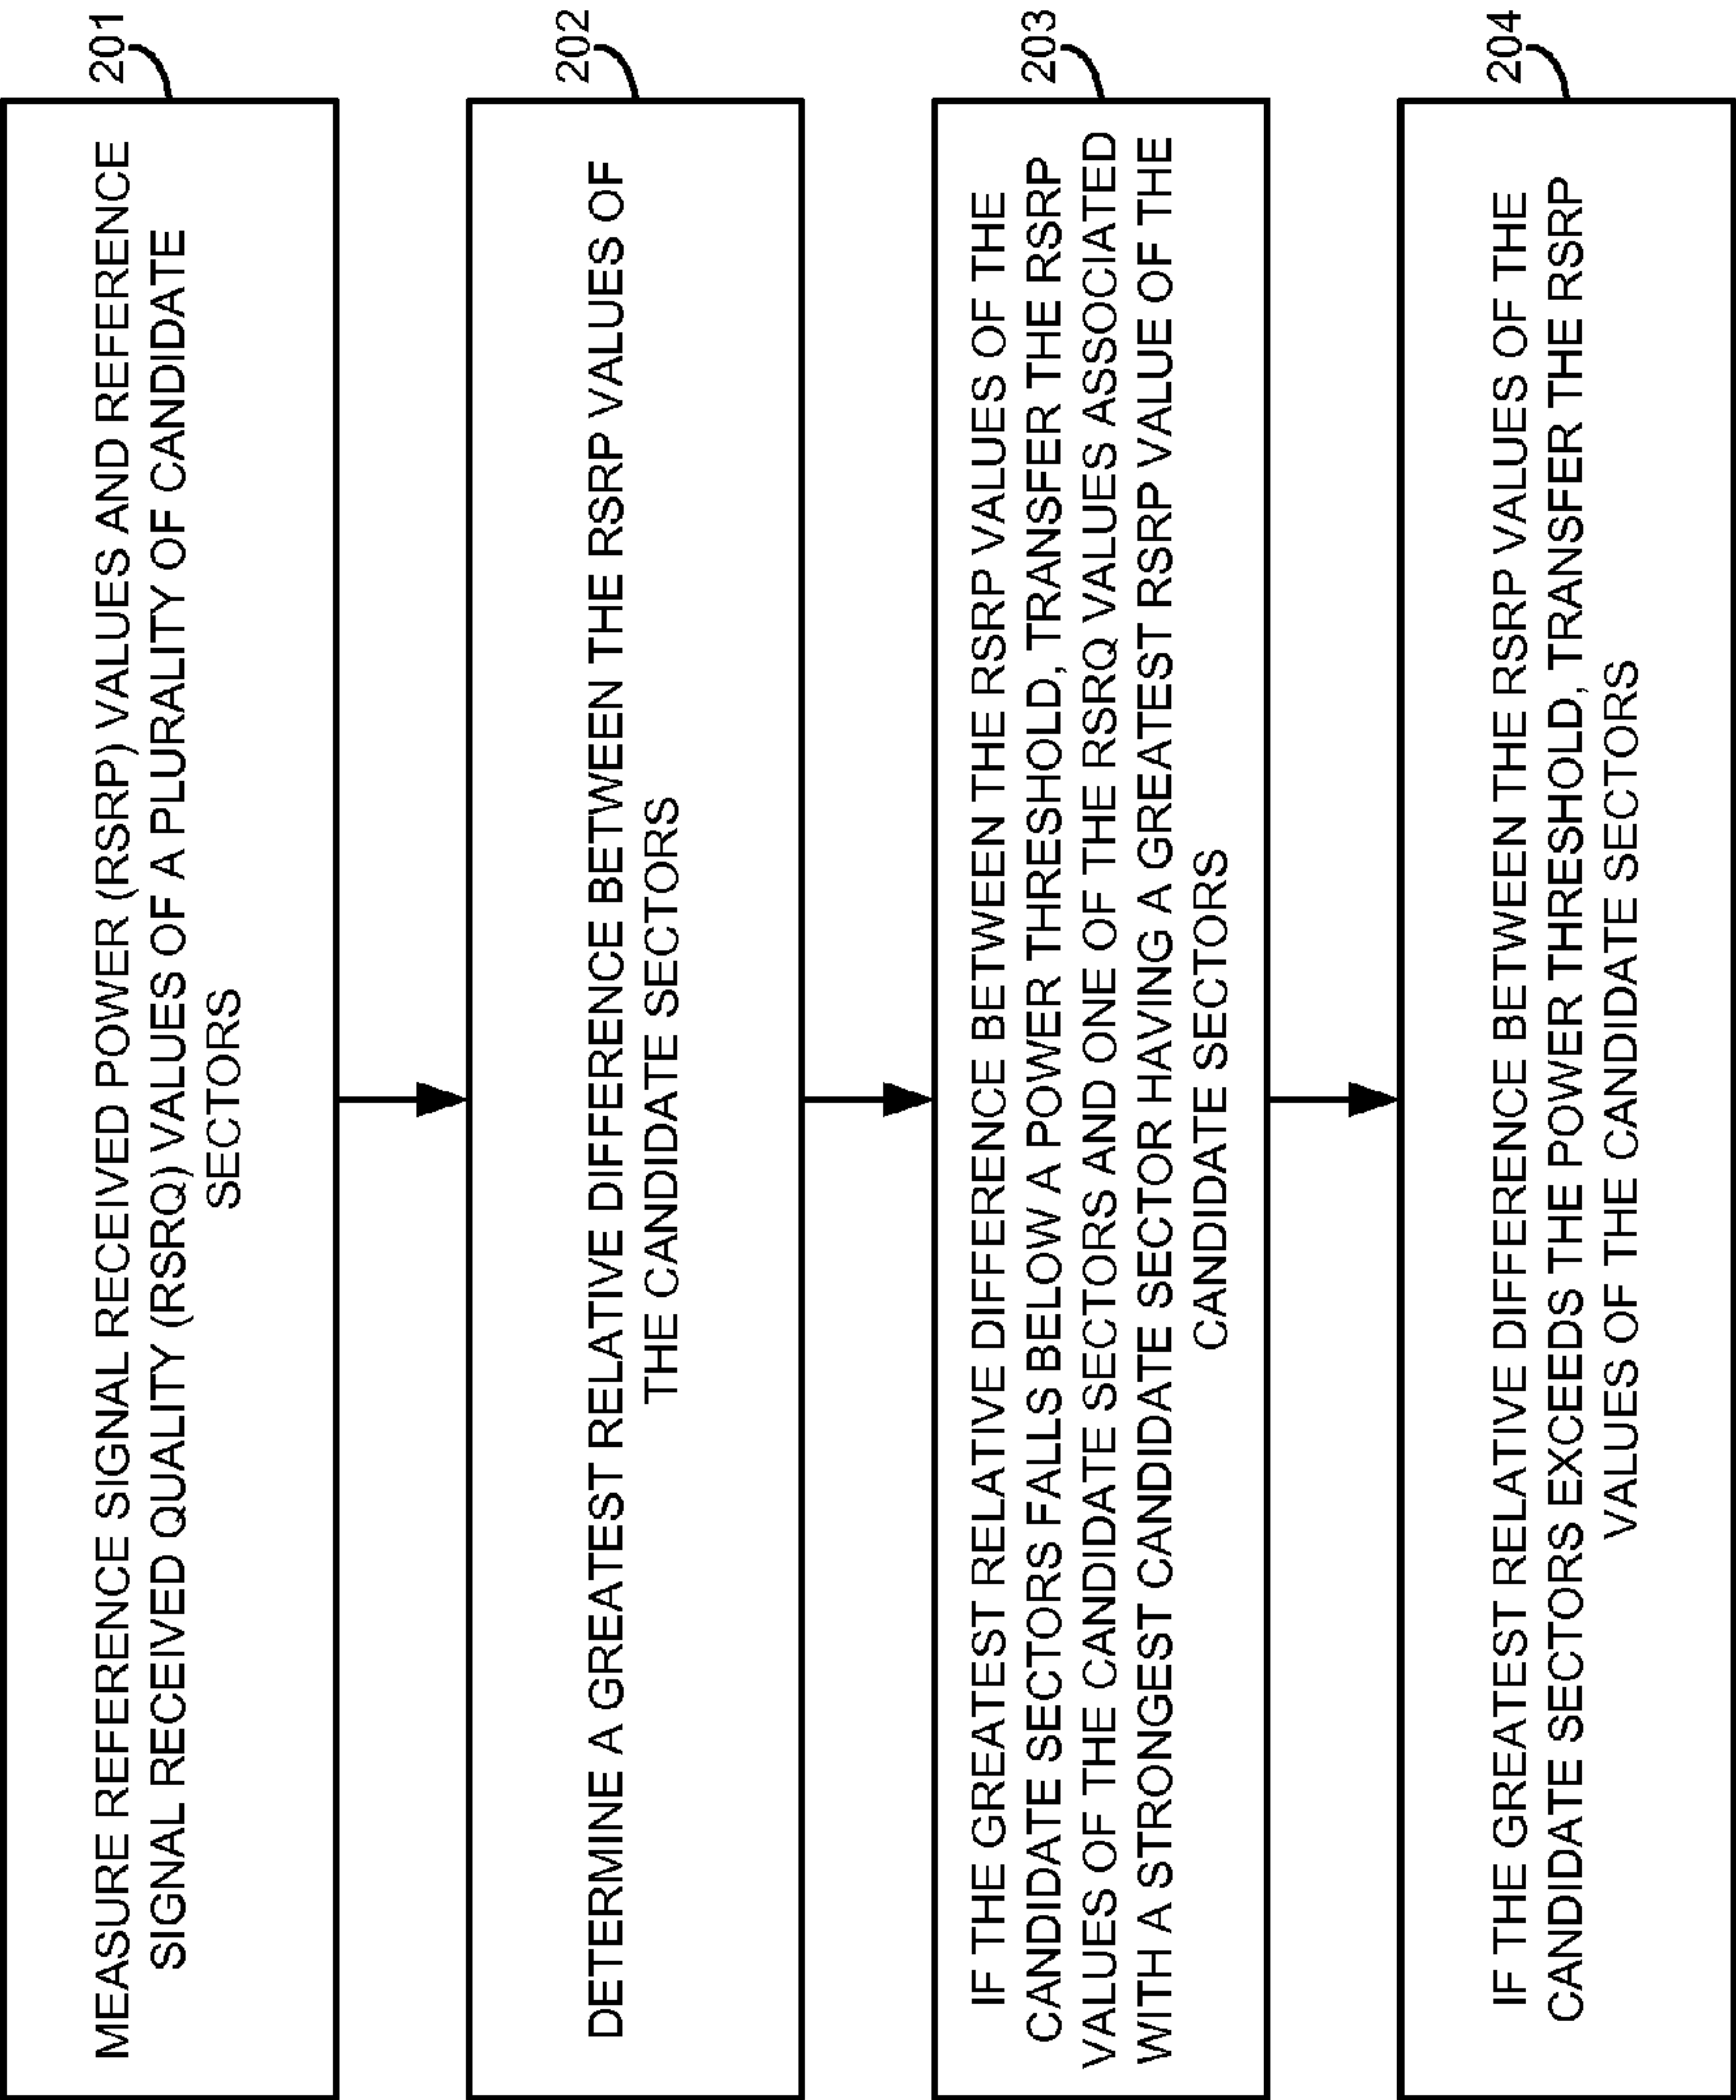 201
MEASURE REFERENCE SIGNAL RECEIVED POWER (RSRP) VALUES AND REFERENCE
SIGNAL RECEIVED QUALITY (RSRQ) VALUES OF A PLURALITY OF CANDIDATE
SECTORS
202
DETERMINE A GREATEST RELATIVE DIFFERENCE BETWEEN THE RSRP VALUES OF
THE CANDIDATE SECTORS
203
IF THE GREATEST RELATIVE DIFFERENCE BETWEEN THE RSRP VALUES OF THE
CANDIDATE SECTORS FALLS BELOW A POWER THRESHOLD, TRANSFER THE RSRP
VALUES OF THE CANDIDATE SECTORS AND ONE OF THE RSRQ VALUES ASSOCIATED
WITH A STRONGEST CANDIDATE SECTOR HAVING A GREATEST RSRP VALUE OF THE
CANDIDATE SECTORS
204
IF THE GREATEST RELATIVE DIFFERENCE BETWEEN THE RSRP VALUES OF THE
CANDIDATE SECTORS EXCEEDS THE POWER THRESHOLD, TRANSFER THE RSRP
VALUES OF THE CANDIDATE SECTORS